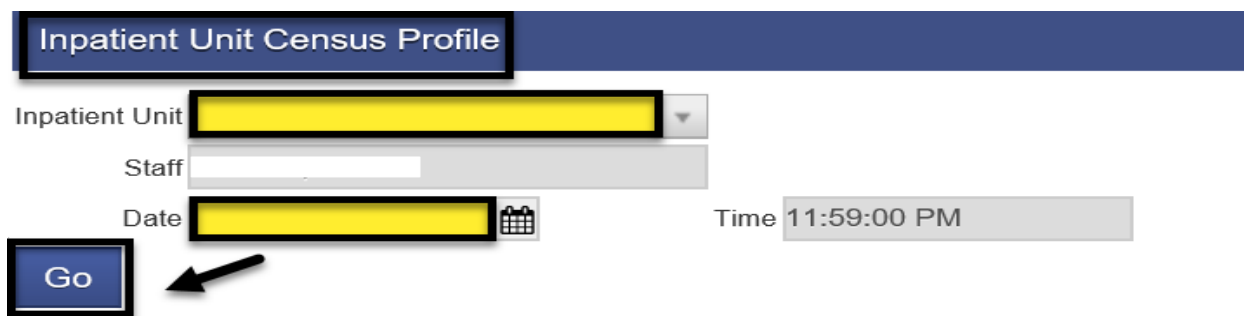 Inpatient Unit Census Profile
Inpatient Unit
Staff
Date Time 11:59:00 PM
Go